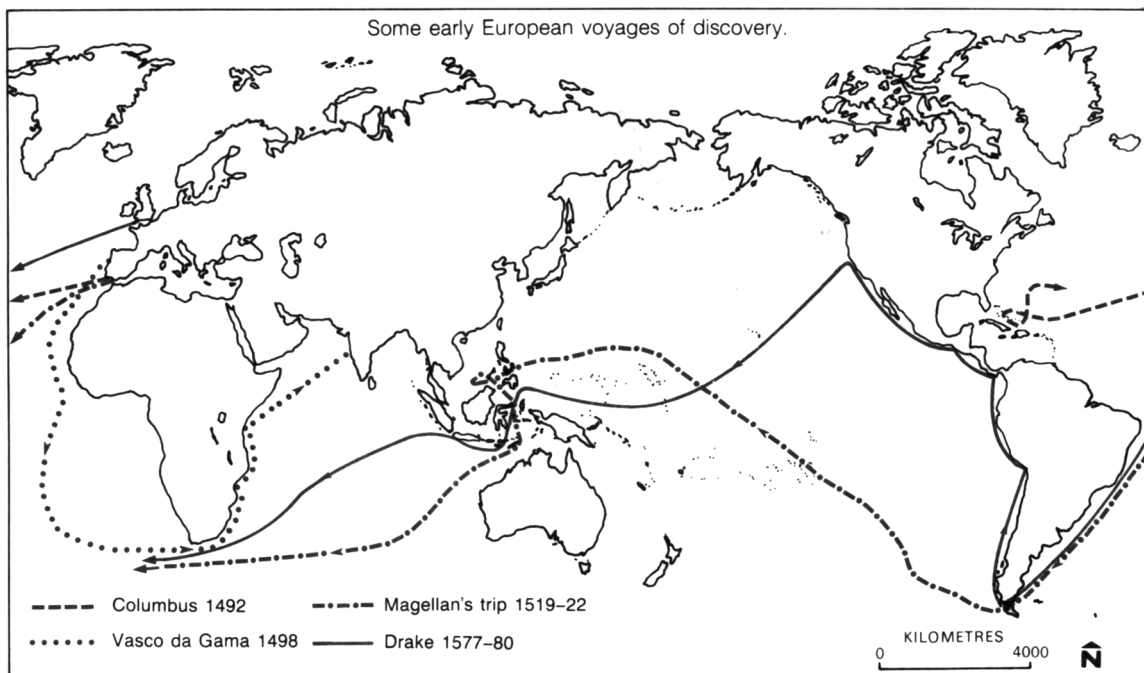 Some early European voyages of discovery.
Columbus 1492
Magellan's trip 1519–22
Vasco da Gama 1498
Drake 1577–80
KILOMETRES
0 4000
N